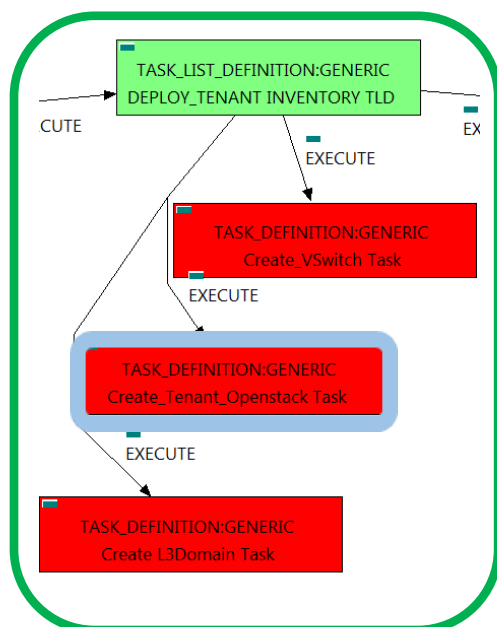 TASK_LIST_DEFINITION:GENERIC
DEPLOY_TENANT INVENTORY TLD
CUTE
EX
EXECUTE
TASK_DEFINITION:GENERIC
Create_VSwitch Task
EXECUTE
TASK_DEFINITION:GENERIC
Create_Tenant_Openstack Task
EXECUTE
TASK_DEFINITION:GENERIC
Create L3Domain Task